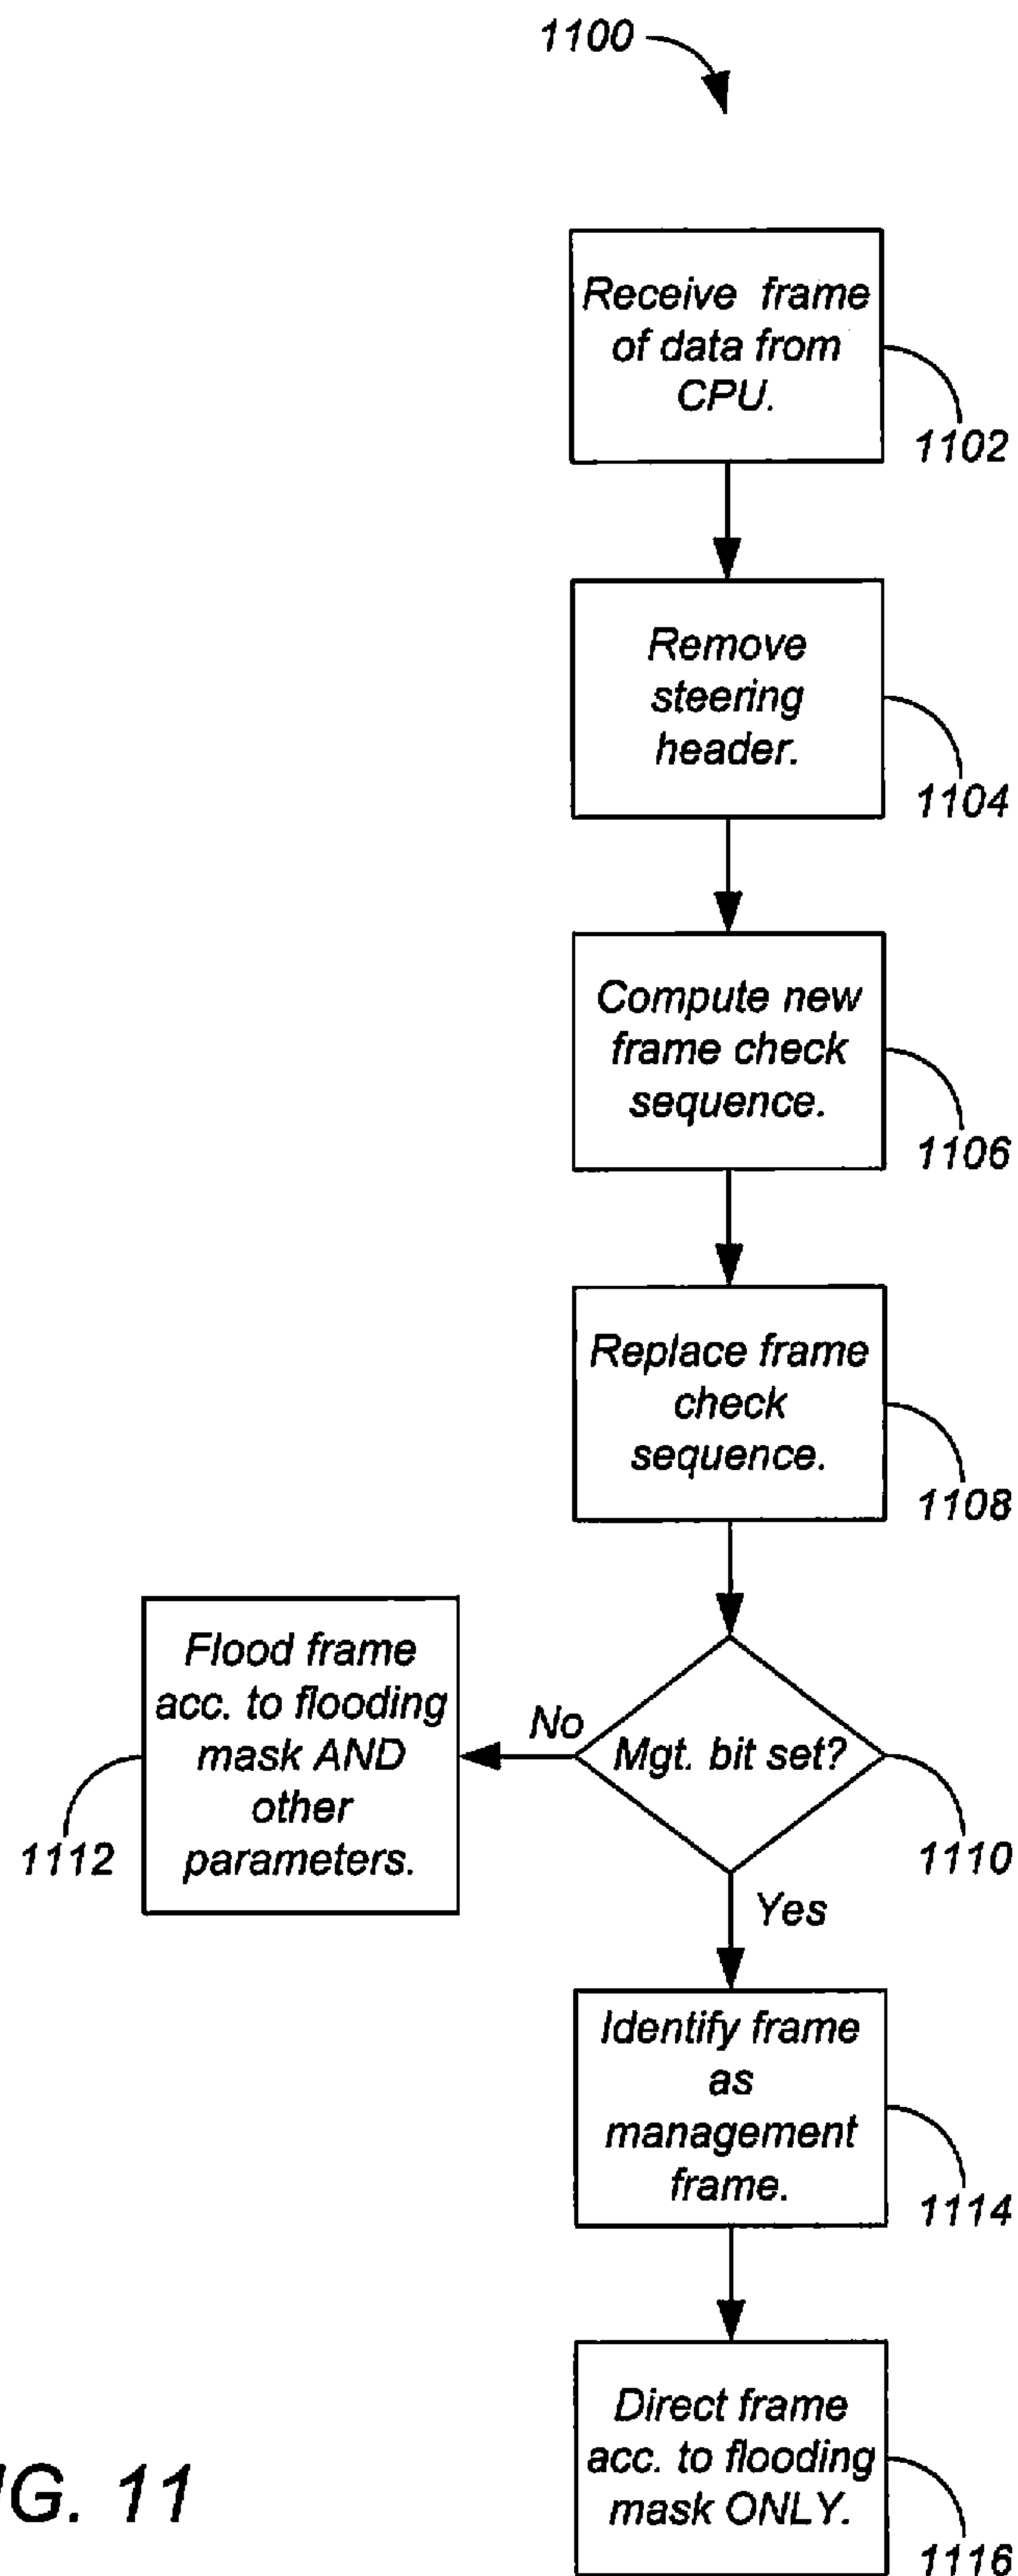 1100
Receive frame
of data from
CPU.
1102
Remove
steering
header.
1104
Compute new
frame check
sequence.
1106
Replace frame
check
sequence.
1108
Flood frame
acc. to flooding
mask AND
other
parameters.
1112
No
Mgt. bit set?
1110
Yes
Identify frame
as
management
frame.
1114
Direct frame
acc. to flooding
mask ONLY.
1116
IG. 11